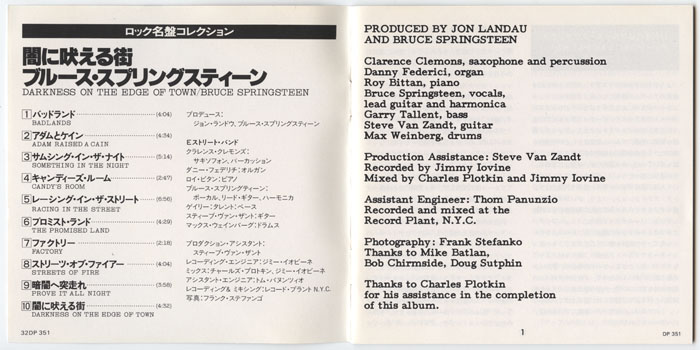 ロック名盤コレクション
闇に吠える街
ブルース・スプリングスティーン
DARKNESS ON THE EDGE OF TOWN/BRUCE SPRINGSTEEN
1 バッドランド (4:04)
BADLANDS
2 アダムとケイン (4:34)
ADAM RAISED A CAIN
3 サムシング・イン・ザ・ナイト (5:14)
SOMETHING IN THE NIGHT
4 キャンディーズ・ルーム (2:47)
CANDY'S ROOM
5 レーシング・イン・ザ・ストリート (6:56)
RACING IN THE STREET
6 プロミスト・ランド (4:29)
THE PROMISED LAND
7 ファクトリー (2:18)
FACTORY
8 ストリーツ・オブ・ファイアー (4:04)
STREETS OF FIRE
9 暗闇へ突走れ (3:58)
PROVE IT ALL NIGHT
10 闇に吠える街 (4:52)
DARKNESS ON THE EDGE OF TOWN
プロデュース:
ジョン・ランドウ、ブルース・スプリングスティーン
Eストリート・バンド
クラレンス・クレモンズ:
サキソフォン、パーカッション
ダニー・フェデリチ:オルガン
ロイ・ビタン:ピアノ
ブルース・スプリングティーン:
ボーカル、リード・ギター、ハーモニカ
ゲイリー・タレント:ベース
スティーブ・ヴァン・ザント:ギター
マックス・ウェインバーグ:ドラムス
プロダクション・アシスタント:
スティーブ・ヴァン・ザント
レコーディング・エンジニア:ジミー・イオビーネ
ミックス:チャールズ・プロトキン、ジミー・イオビーネ
アシスタント・エンジニア:トム・パヌンツィオ
レコーディング&ミキシング:レコード・プラント N.Y.C.
写真:フランク・ステファンゴ
32DP 351
PRODUCED BY JON LANDAU
AND BRUCE SPRINGSTEEN
Clarence Clemons, saxophone and percussion
Danny Federici, organ
Roy Bittan, piano
Bruce Springsteen, vocals,
lead guitar and harmonica
Garry Tallent, bass
Steve Van Zandt, guitar
Max Weinberg, drums
Production Assistance: Steve Van Zandt
Recorded by Jimmy Iovine
Mixed by Charles Plotkin and Jimmy Iovine
Assistant Engineer: Thom Panunzio
Recorded and mixed at the
Record Plant, N.Y.C.
Photography: Frank Stefanko
Thanks to Mike Batlan,
Bob Chirmside, Doug Sutphin
Thanks to Charles Plotkin
for his assistance in the completion
of this album.
1
DP 351